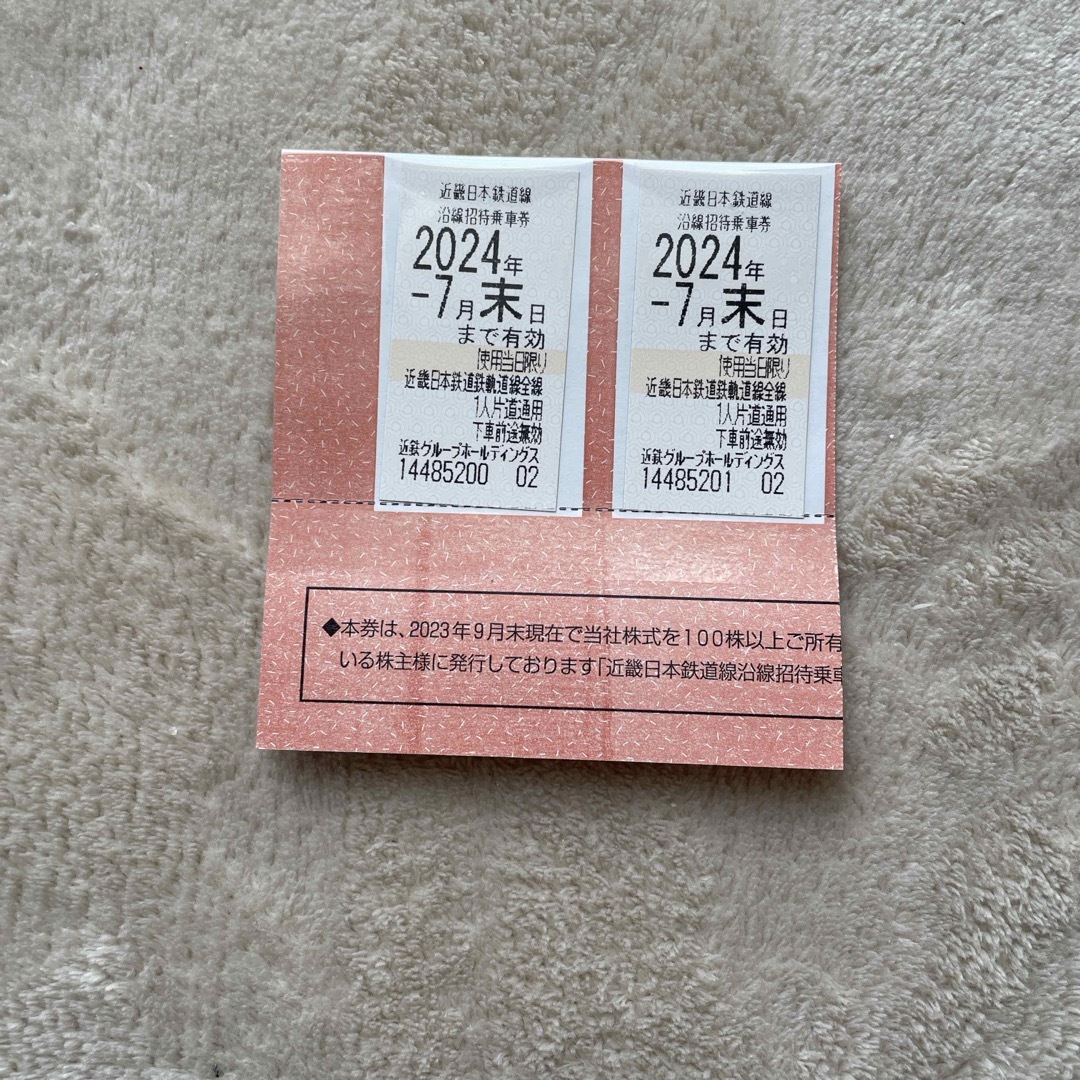 近畿日本鉄道線
沿線招待乗車券
2024年
-7月末日
まで有効
使用当日限り
近畿日本鉄道鉄軌道線全線
1人片道通用
下車前途無効
近鉄グループホールディングス
14485200 02
近畿日本鉄道線
沿線招待乗車券
2024年
-7月末日
まで有効
使用当日限り
近畿日本鉄道鉄軌道線全線
1人片道通用
下車前途無効
近鉄グループホールディングス
14485201 02
◆本券は、2023年9月末現在で当社株式を100株以上ご所有
いる株主様に発行しております「近畿日本鉄道線沿線招待乗車